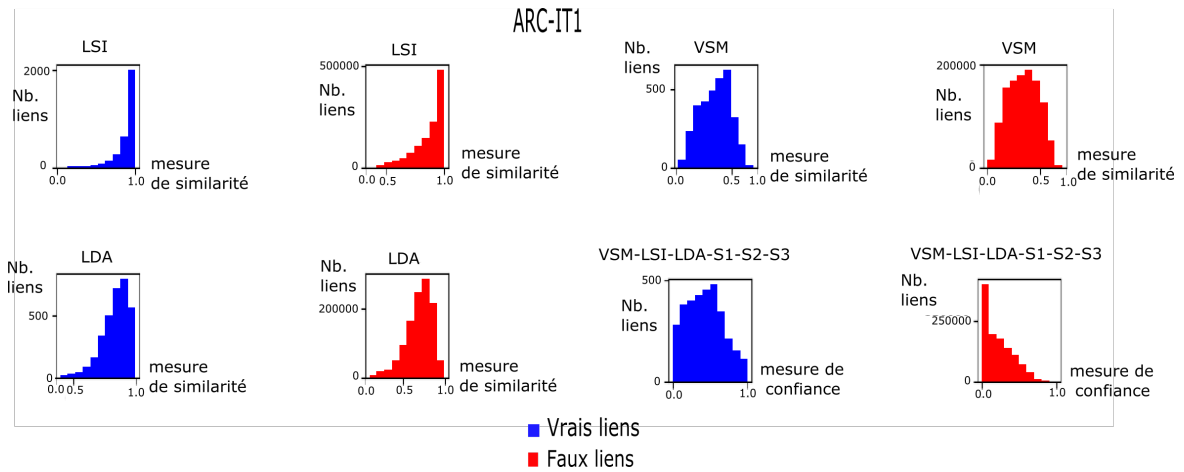 ARC-IT1
LSI
2000
Nb.
liens
0
0.0 1.0
mesure
de similarité
LSI
500000
Nb.
liens
0
0.0 0.5 1.0
mesure
de similarité
VSM
Nb.
liens
500
0
0.0 0.5 1.0
mesure
de similarité
VSM
200000
Nb.
liens
0
0.0 0.5 1.0
mesure
de similarité
LDA
Nb.
liens
500
0
0.0 0.5 1.0
mesure
de similarité
LDA
Nb.
liens
200000
0
0.0 0.5 1.0
mesure
de similarité
VSM-LSI-LDA-S1-S2-S3
500
Nb.
liens
0
0.0 1.0
mesure de
confiance
VSM-LSI-LDA-S1-S2-S3
Nb.
liens
250000
0
0.0 1.0
mesure de
confiance
Vrais liens
Faux liens